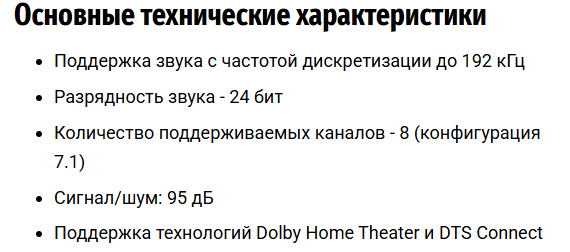 Основные технические характеристики
• Поддержка звука с частотой дискретизации до 192 кГц
• Разрядность звука - 24 бит
• Количество поддерживаемых каналов - 8 (конфигурация
7.1)
• Сигнал/шум: 95 дБ
• Поддержка технологий Dolby Home Theater и DTS Connect